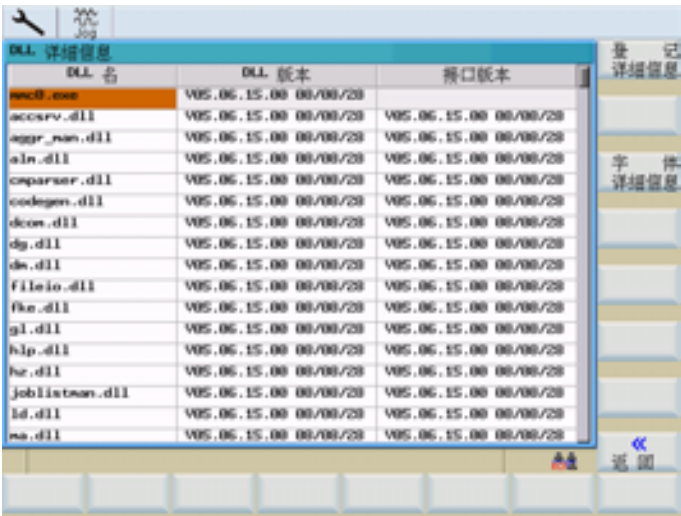 Jog
DLL 详细信息
DLL 名 DLL 版本 接口版本
mmc0.exe V05.06.15.00 08/08/28
accsrv.dll V05.06.15.00 08/08/28 V05.06.15.00 08/08/28
aggr_man.dll V05.06.15.00 08/08/28 V05.06.15.00 08/08/28
alm.dll V05.06.15.00 08/08/28 V05.06.15.00 08/08/28
cmparser.dll V05.06.15.00 08/08/28 V05.06.15.00 08/08/28
codegen.dll V05.06.15.00 08/08/28 V05.06.15.00 08/08/28
dcom.dll V05.06.15.00 08/08/28 V05.06.15.00 08/08/28
dg.dll V05.06.15.00 08/08/28 V05.06.15.00 08/08/28
dm.dll V05.06.15.00 08/08/28 V05.06.15.00 08/08/28
fileio.dll V05.06.15.00 08/08/28 V05.06.15.00 08/08/28
fke.dll V05.06.15.00 08/08/28 V05.06.15.00 08/08/28
gl.dll V05.06.15.00 08/08/28 V05.06.15.00 08/08/28
hlp.dll V05.06.15.00 08/08/28 V05.06.15.00 08/08/28
hz.dll V05.06.15.00 08/08/28 V05.06.15.00 08/08/28
joblistman.dll V05.06.15.00 08/08/28 V05.06.15.00 08/08/28
ld.dll V05.06.15.00 08/08/28 V05.06.15.00 08/08/28
ma.dll V05.06.15.00 08/08/28 V05.06.15.00 08/08/28
登 记
详细信息
字 体
详细信息
返 回